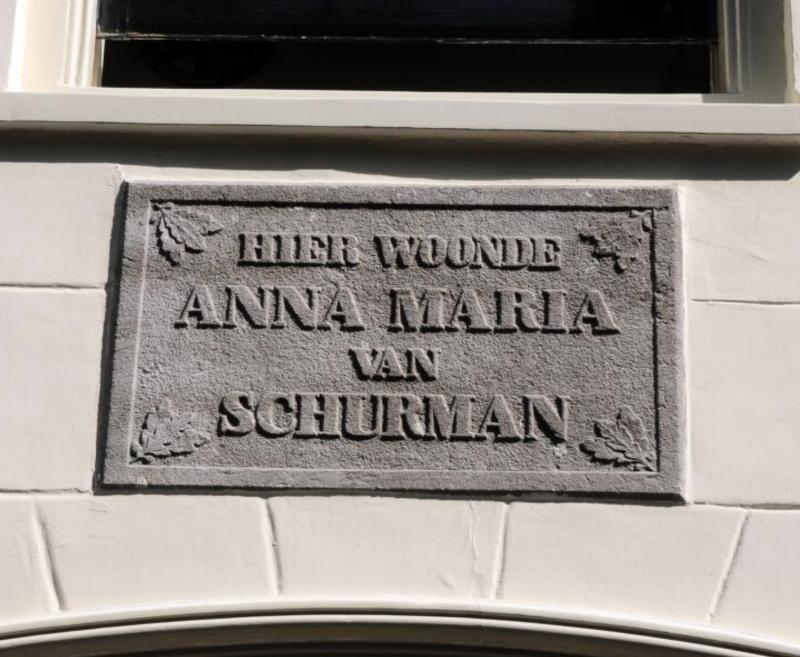 HIER WOONDE
ANNA MARIA
VAN
SCHURMAN